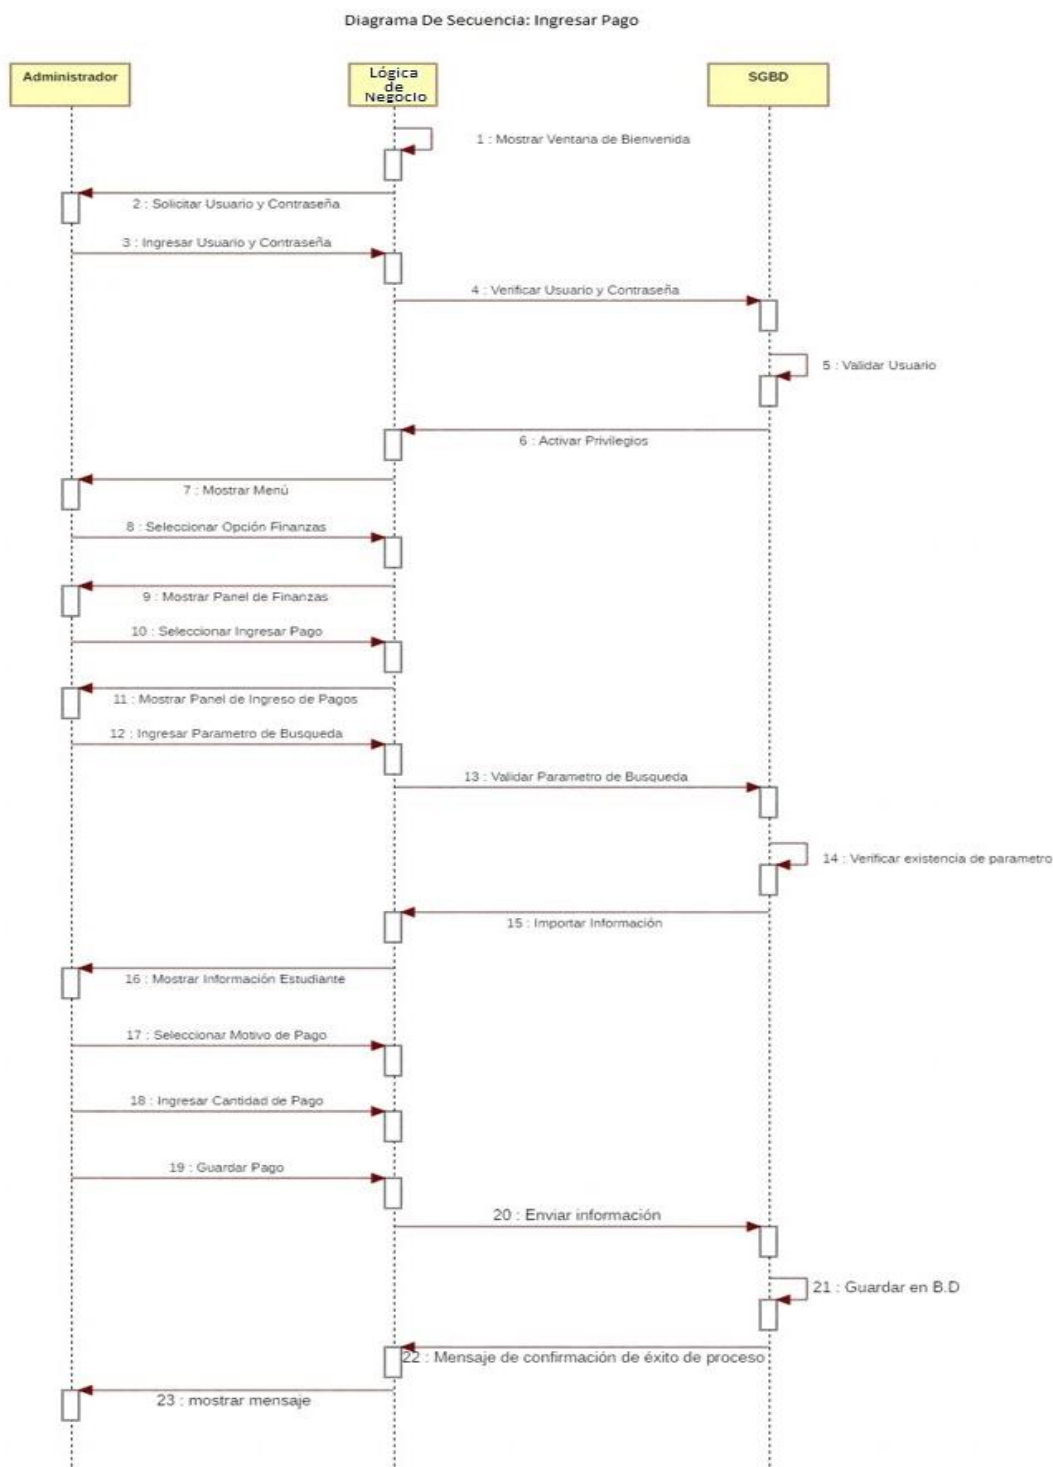 Diagrama De Secuencia: Ingresar Pago
Administrador
Lógica
de
Negocio
SGBD
1 : Mostrar Ventana de Bienvenida
2 : Solicitar Usuario y Contraseña
3 : Ingresar Usuario y Contraseña
4 : Verificar Usuario y Contraseña
5 : Validar Usuario
6 : Activar Privilegios
7 : Mostrar Menú
8 : Seleccionar Opción Finanzas
9 : Mostrar Panel de Finanzas
10 : Seleccionar Ingresar Pago
11 : Mostrar Panel de Ingreso de Pagos
12 : Ingresar Parametro de Busqueda
13 : Validar Parametro de Busqueda
14 : Verificar existencia de parametro
15 : Importar Información
16 : Mostrar Información Estudiante
17 : Seleccionar Motivo de Pago
18 : Ingresar Cantidad de Pago
19 : Guardar Pago
20 : Enviar información
21 : Guardar en B.D
22 : Mensaje de confirmación de éxito de proceso
23 : mostrar mensaje